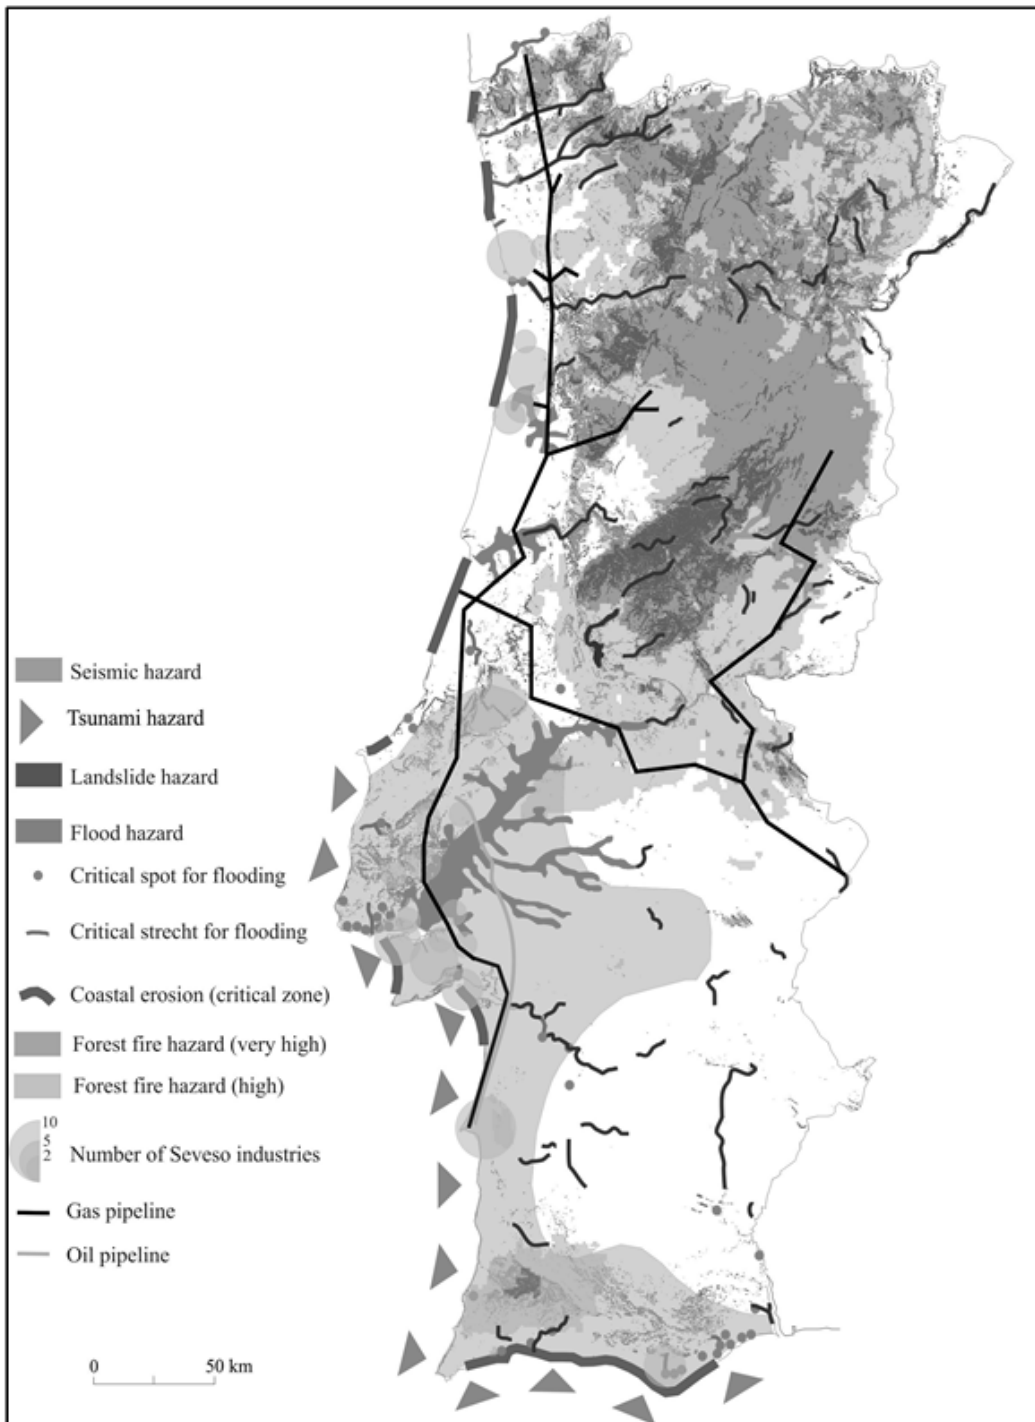 Seismic hazard
Tsunami hazard
Landslide hazard
Flood hazard
Critical spot for flooding
Critical strecht for flooding
Coastal erosion (critical zone)
Forest fire hazard (very high)
Forest fire hazard (high)
10
5
2
Number of Seveso industries
Gas pipeline
Oil pipeline
0 50 km